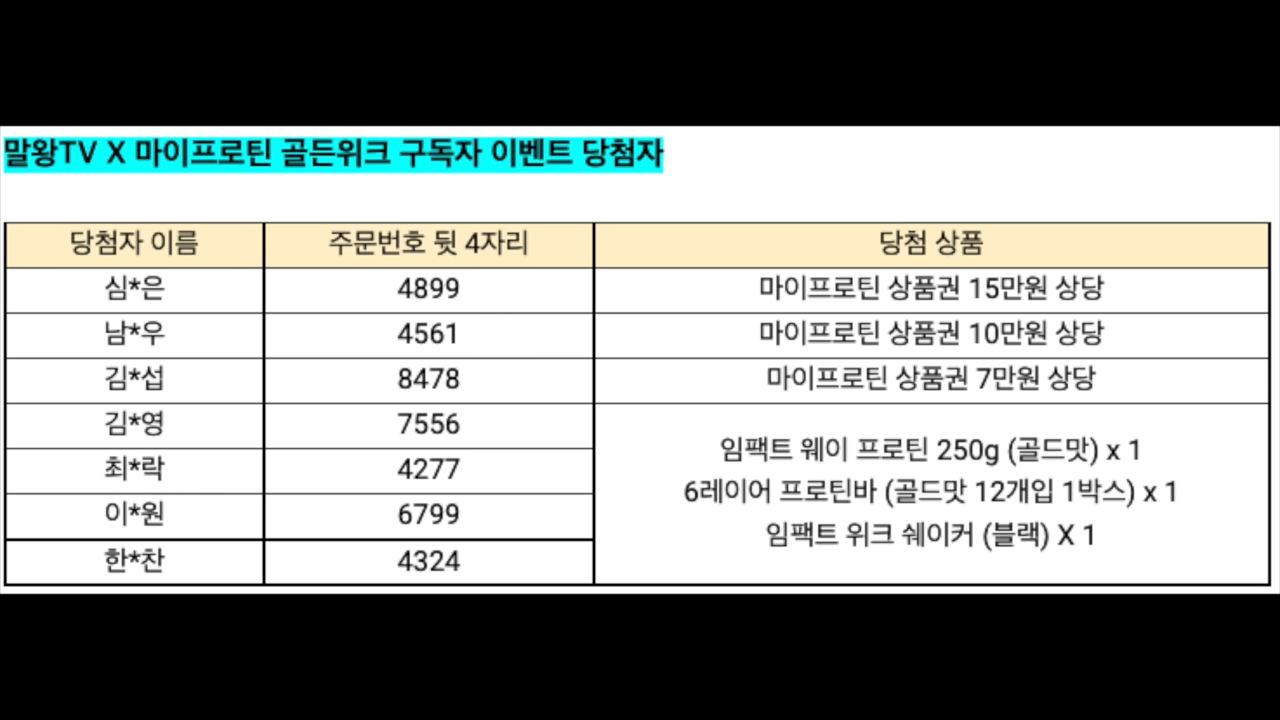 말왕TV X 마이프로틴 골든위크 구독자 이벤트 당첨자
당첨자 이름 주문번호 뒷 4자리 당첨 상품
심*은 4899 마이프로틴 상품권 15만원 상당
남*우 4561 마이프로틴 상품권 10만원 상당
김*섭 8478 마이프로틴 상품권 7만원 상당
김*영 7556
최*락 4277
이*원 6799
한*찬 4324
임팩트 웨이 프로틴 250g (골드맛) x 1
6레이어 프로틴바 (골드맛 12개입 1박스) x 1
임팩트 위크 쉐이커 (블랙) X 1